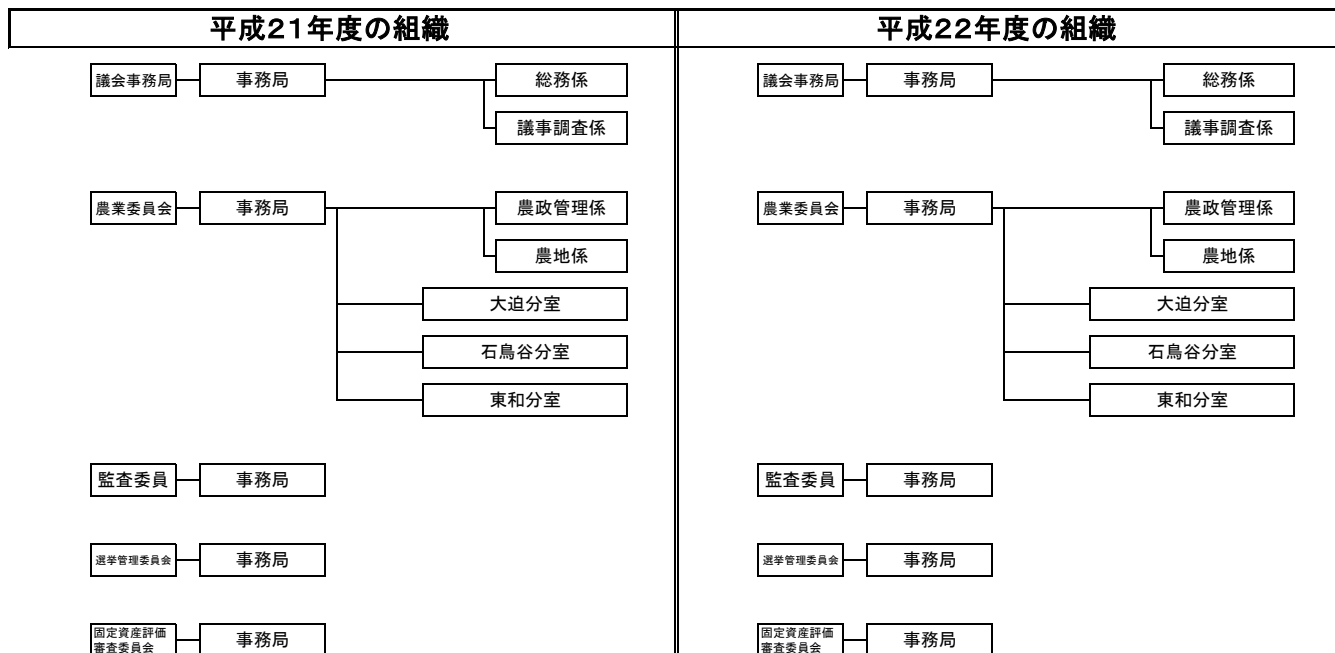 平成21年度の組織
議会事務局 事務局 総務係
議事調査係
農業委員会 事務局 農政管理係
農地係
大迫分室
石鳥谷分室
東和分室
監査委員 事務局
選挙管理委員会 事務局
固定資産評価
審査委員会
事務局
平成22年度の組織
議会事務局 事務局 総務係
議事調査係
農業委員会 事務局 農政管理係
農地係
大迫分室
石鳥谷分室
東和分室
監査委員 事務局
選挙管理委員会 事務局
固定資産評価
審査委員会
事務局